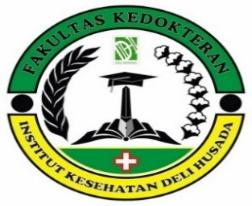 FAKULTAS KEDOKTERAN
INSTITUT KESEHATAN DELI HUSADA